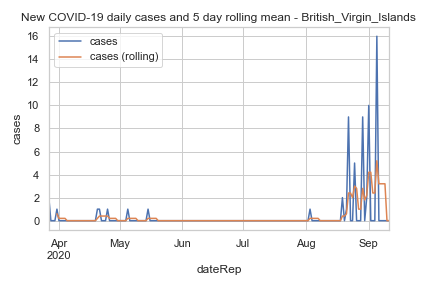 New COVID-19 daily cases and 5 day rolling mean - British_Virgin_Islands
cases
cases (rolling)
16
14
12
10
8
6
4
2
0
cases
Apr
2020
May
Jun
Jul
Aug
Sep
dateRep